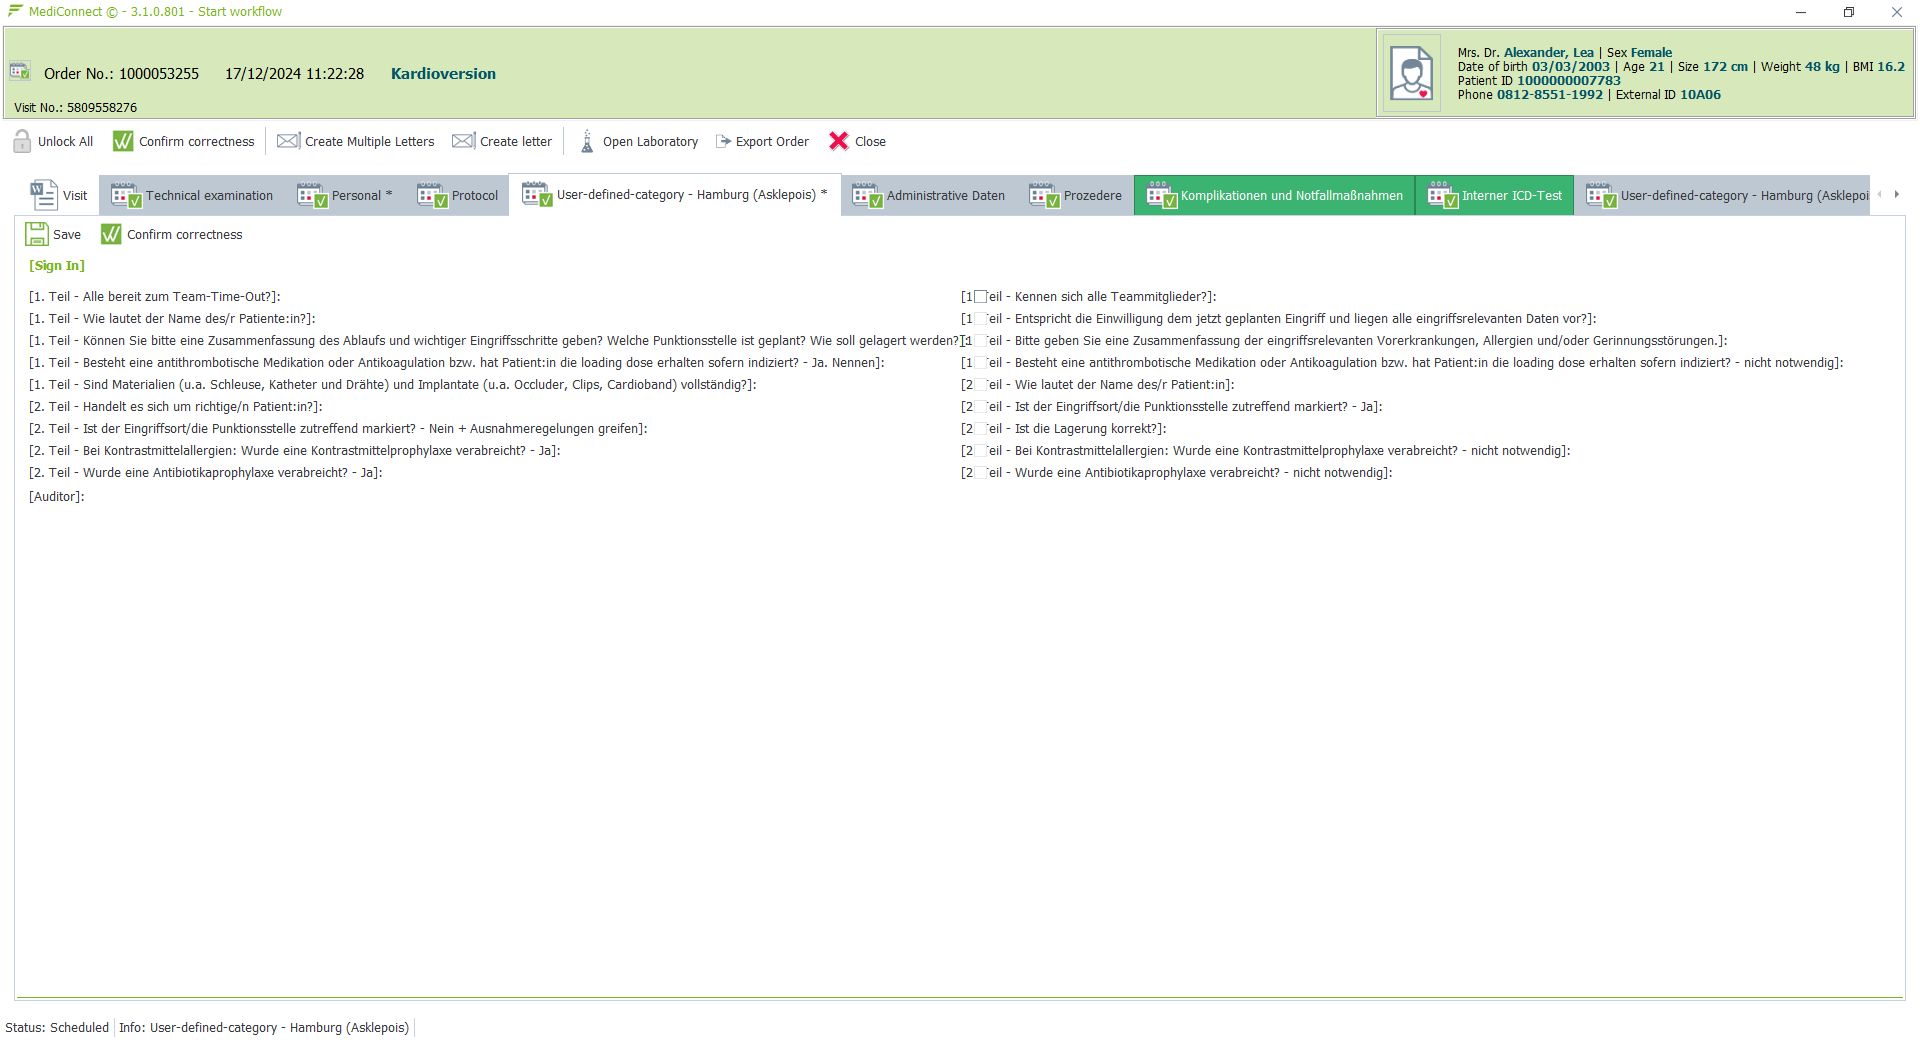 MediConnect © - 3.1.0.801 - Start workflow
Order No.: 1000053255 17/12/2024 11:22:28 Kardioversion
Visit No.: 5809558276
Mrs. Dr. Alexander, Lea | Sex Female
Date of birth 03/03/2003 | Age 21 | Size 172 cm | Weight 48 kg | BMI 16.2
Patient ID 1000000007783
Phone 0812-8551-1992 | External ID 10A06
Unlock All Confirm correctness Create Multiple Letters Create letter Open Laboratory Export Order Close
Visit Technical examination Personal * Protocol User-defined-category - Hamburg (Asklepois) * Administrative Daten Prozedere Komplikationen und Notfallmaßnahmen Interner ICD-Test User-defined-category - Hamburg (Asklepoi
Save Confirm correctness
[Sign In]
[1. Teil - Alle bereit zum Team-Time-Out?]: [1 Teil - Kennen sich alle Teammitglieder?]:
[1. Teil - Wie lautet der Name des/r Patiente:in?]: [1 Teil - Entspricht die Einwilligung dem jetzt geplanten Eingriff und liegen alle eingriffsrelevanten Daten vor?]:
[1. Teil - Können Sie bitte eine Zusammenfassung des Ablaufs und wichtiger Eingriffsschritte geben? Welche Punktionsstelle ist geplant? Wie soll gelagert werden?] [1 Teil - Bitte geben Sie eine Zusammenfassung der eingriffsrelevanten Vorerkrankungen, Allergien und/oder Gerinnungsstörungen.]:
[1. Teil - Besteht eine antithrombotische Medikation oder Antikoagulation bzw. hat Patient:in die loading dose erhalten sofern indiziert? - Ja. Nennen]: [1 Teil - Besteht eine antithrombotische Medikation oder Antikoagulation bzw. hat Patient:in die loading dose erhalten sofern indiziert? - nicht notwendig]:
[1. Teil - Sind Materialien (u.a. Schleuse, Katheter und Drähte) und Implantate (u.a. Occluder, Clips, Cardioband) vollständig?]: [2 Teil - Wie lautet der Name des/r Patient:in]:
[2. Teil - Handelt es sich um richtige/n Patient:in?]: [2 Teil - Ist der Eingriffsort/die Punktionsstelle zutreffend markiert? - Ja]:
[2. Teil - Ist der Eingriffsort/die Punktionsstelle zutreffend markiert? - Nein + Ausnahmeregelungen greifen]: [2 Teil - Ist die Lagerung korrekt?]:
[2. Teil - Bei Kontrastmittelallergien: Wurde eine Kontrastmittelprophylaxe verabreicht? - Ja]: [2 Teil - Bei Kontrastmittelallergien: Wurde eine Kontrastmittelprophylaxe verabreicht? - nicht notwendig]:
[2. Teil - Wurde eine Antibiotikaprophylaxe verabreicht? - Ja]: [2 Teil - Wurde eine Antibiotikaprophylaxe verabreicht? - nicht notwendig]:
[Auditor]:
Status: Scheduled Info: User-defined-category - Hamburg (Asklepois)